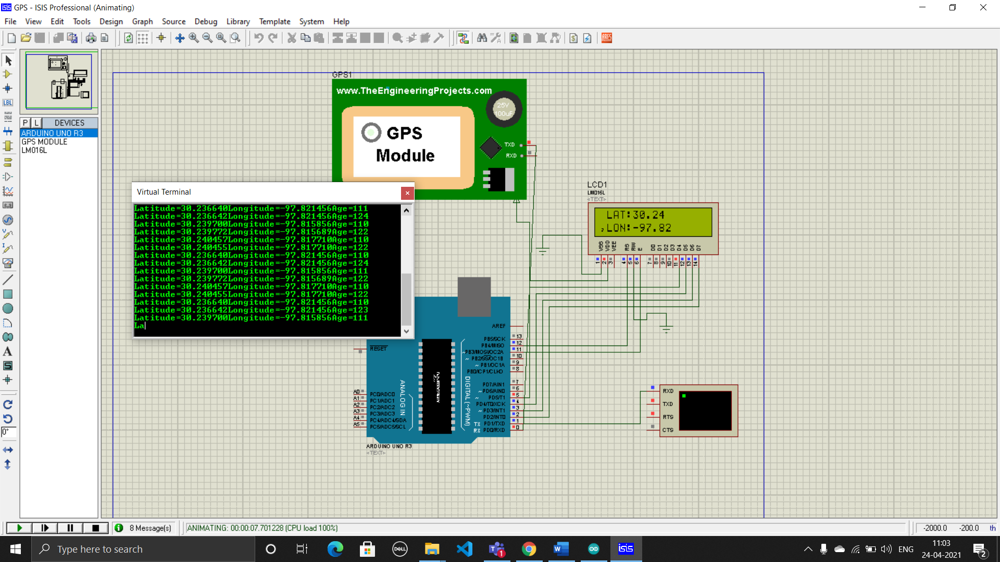 GPS - ISIS Professional (Animating)
File View Edit Tools Design Graph Source Debug Library Template System Help
LBL
P L DEVICES
ARDUINO UNO R3
GPS MODULE
LM016L
0°
GPS1
www.TheEngineeringProjects.com
25V
100uF
GPS
Module
TXD
RXD
Virtual Terminal
Latitude=30.236640Longitude=-97.821456Age=111
Latitude=30.236642Longitude=-97.821456Age=124
Latitude=30.239700Longitude=-97.815856Age=110
Latitude=30.239772Longitude=-97.815689Age=122
Latitude=30.240457Longitude=-97.817710Age=110
Latitude=30.240455Longitude=-97.817710Age=122
Latitude=30.236640Longitude=-97.821456Age=110
Latitude=30.236642Longitude=-97.821456Age=124
Latitude=30.239700Longitude=-97.815856Age=111
Latitude=30.239772Longitude=-97.815689Age=122
Latitude=30.240457Longitude=-97.817710Age=110
Latitude=30.240455Longitude=-97.817710Age=122
Latitude=30.236640Longitude=-97.821456Age=110
Latitude=30.236642Longitude=-97.821456Age=123
Latitude=30.239700Longitude=-97.815856Age=111
La
LCD1
LM016L
<TEXT>
LAT:30.24
,LON:-97.82
VSS VDD VEE RS RW E D0 D1 D2 D3 D4 D5 D6 D7
1 2 3 4 5 6 7 8 9 10 11 12 13 14
AREF
RESET
PB5/SCK 13
PB4/MISO 12
~PB3/MOSI/OC2A 11
~ PB2/SS/OC1B 10
~ PB1/OC1A 9
PB0/ICP1/CLKO 8
PD7/AIN1 7
~ PD6/AIN0 6
~ PD5/T1 5
PD4/T0/XCK 4
~ PD3/INT1 3
PD2/INT0 2
TX PD1/TXD 1
RX PD0/RXD 0
DIGITAL (~PWM)
ANALOG IN
A0 PC0/ADC0
A1 PC1/ADC1
A2 PC2/ADC2
A3 PC3/ADC3
A4 PC4/ADC4/SDA
A5 PC5/ADC5/SCL
ARDUINO UNO R3
<TEXT>
RXD
TXD
RTS
CTS
8 Message(s)
ANIMATING: 00:00:07.701228 (CPU load 100%)
-2000.0 -200.0 th
Type here to search
DELL
1
isis
ENG
11:03
24-04-2021
2